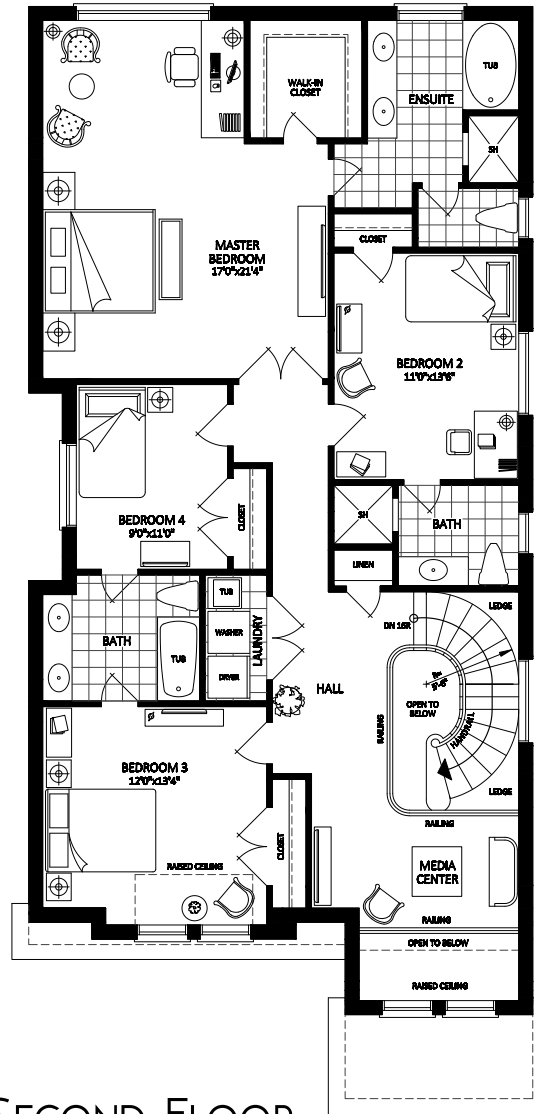 WALK-IN
CLOSET
ENSUITE
TUB
SH
CLOSET
MASTER
BEDROOM
17'0"x21'4"
BEDROOM 2
11'0"x13'6"
BEDROOM 4
9'0"x11'0"
CLOSET
SH
BATH
LINEN
TUB
WASHER
DRYER
LAUNDRY
BATH
TUB
HALL
DN 16R
LEDGE
OPEN TO
BELOW
RAILING
HANDRAIL
LEDGE
RAILING
BEDROOM 3
12'0"x13'4"
RAISED CEILING
CLOSET
MEDIA
CENTER
RAILING
OPEN TO BELOW
RAISED CEILING
SECOND FLOOR